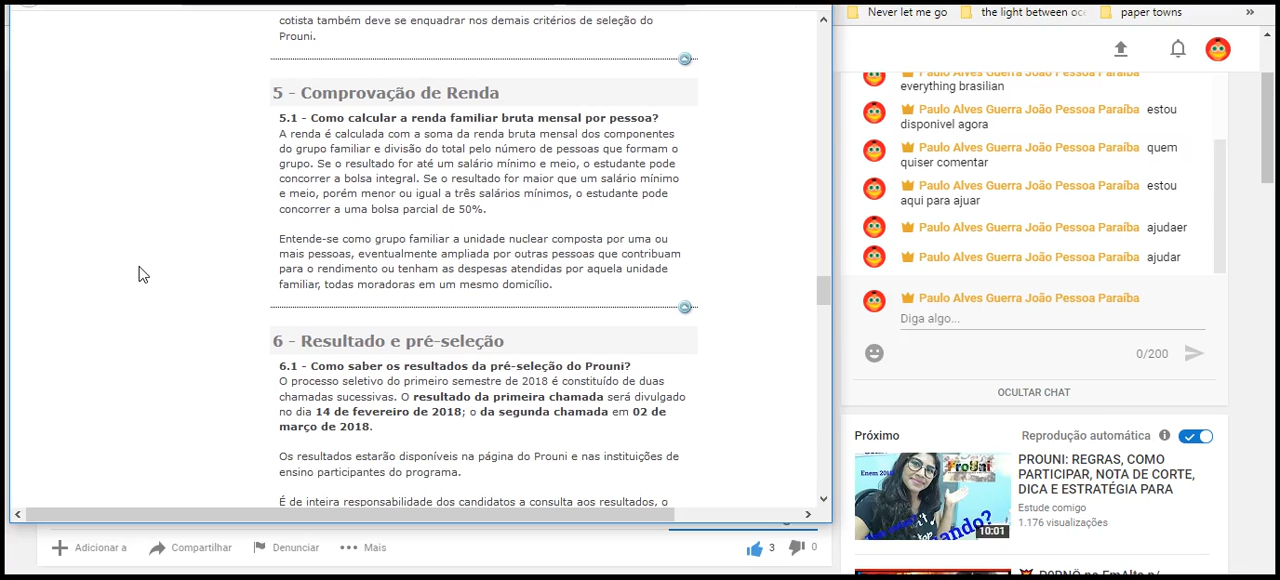 cotista também deve se enquadrar nos demais critérios de seleção do
Prouni.
5 - Comprovação de Renda
5.1 - Como calcular a renda familiar bruta mensal por pessoa?
A renda é calculada com a soma da renda bruta mensal dos componentes
do grupo familiar e divisão do total pelo número de pessoas que formam o
grupo. Se o resultado for até um salário mínimo e meio, o estudante pode
concorrer a bolsa integral. Se o resultado for maior que um salário mínimo
e meio, porém menor ou igual a três salários mínimos, o estudante pode
concorrer a uma bolsa parcial de 50%.
Entende-se como grupo familiar a unidade nuclear composta por uma ou
mais pessoas, eventualmente ampliada por outras pessoas que contribuam
para o rendimento ou tenham as despesas atendidas por aquela unidade
familiar, todas moradoras em um mesmo domicílio.
6 - Resultado e pré-seleção
6.1 - Como saber os resultados da pré-seleção do Prouni?
O processo seletivo do primeiro semestre de 2018 é constituído de duas
chamadas sucessivas. O resultado da primeira chamada será divulgado
no dia 14 de fevereiro de 2018; o da segunda chamada em 02 de
março de 2018.
Os resultados estarão disponíveis na página do Prouni e nas instituições de
ensino participantes do programa.
É de inteira responsabilidade dos candidatos a consulta aos resultados, o
Adicionar a Compartilhar Denunciar Mais 3 0
Never let me go the light between oce paper towns »
Paulo Alves Guerra João Pessoa Paraíba
everything brasilian
Paulo Alves Guerra João Pessoa Paraíba estou
disponivel agora
Paulo Alves Guerra João Pessoa Paraíba quem
quiser comentar
Paulo Alves Guerra João Pessoa Paraíba estou
aqui para ajuar
Paulo Alves Guerra João Pessoa Paraíba ajudaer
Paulo Alves Guerra João Pessoa Paraíba ajudar
Paulo Alves Guerra João Pessoa Paraíba
Diga algo...
0/200
OCULTAR CHAT
Próximo Reprodução automática
Enem 2018 ProUni
10:01
PROUNI: REGRAS, COMO
PARTICIPAR, NOTA DE CORTE,
DICA E ESTRATÉGIA PARA
Estude comigo
1.176 visualizações